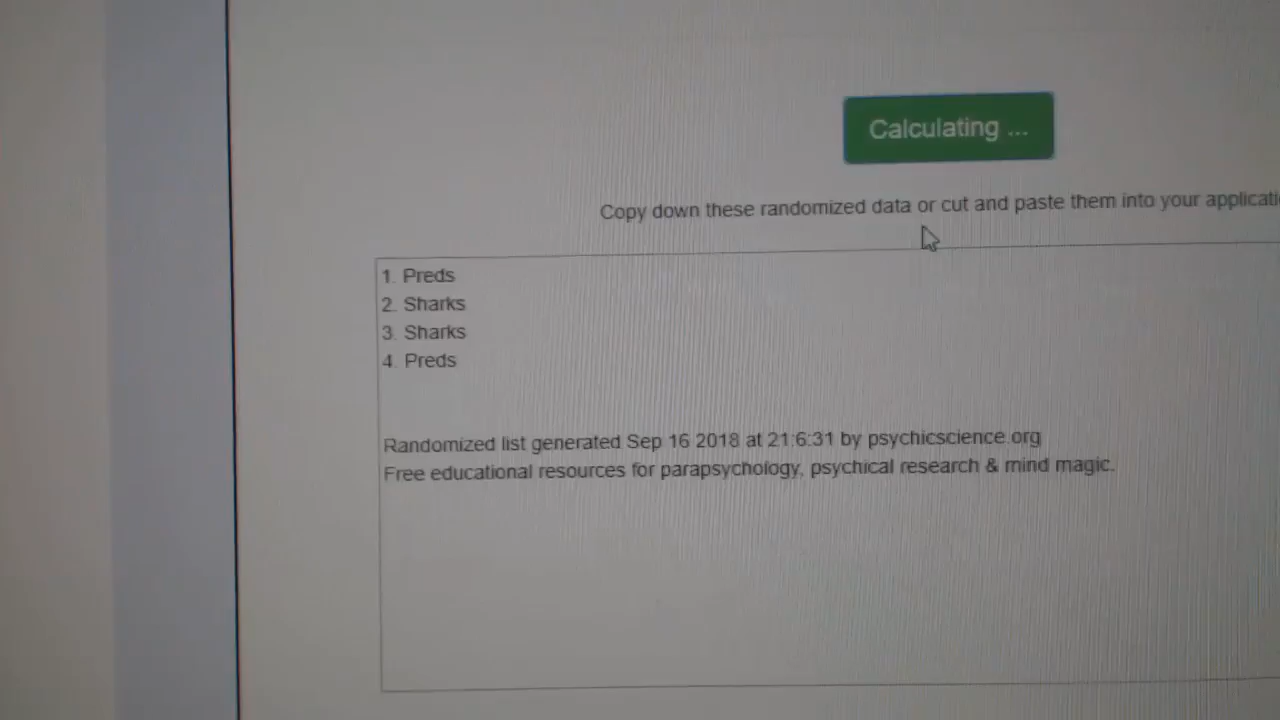 Calculating ...
Copy down these randomized data or cut and paste them into your
1. Preds
2. Sharks
3. Sharks
4. Preds
Randomized list generated Sep 16 2018 at 21:6:31 by psychicscience.org
Free educational resources for parapsychology, psychical research & mind magic.